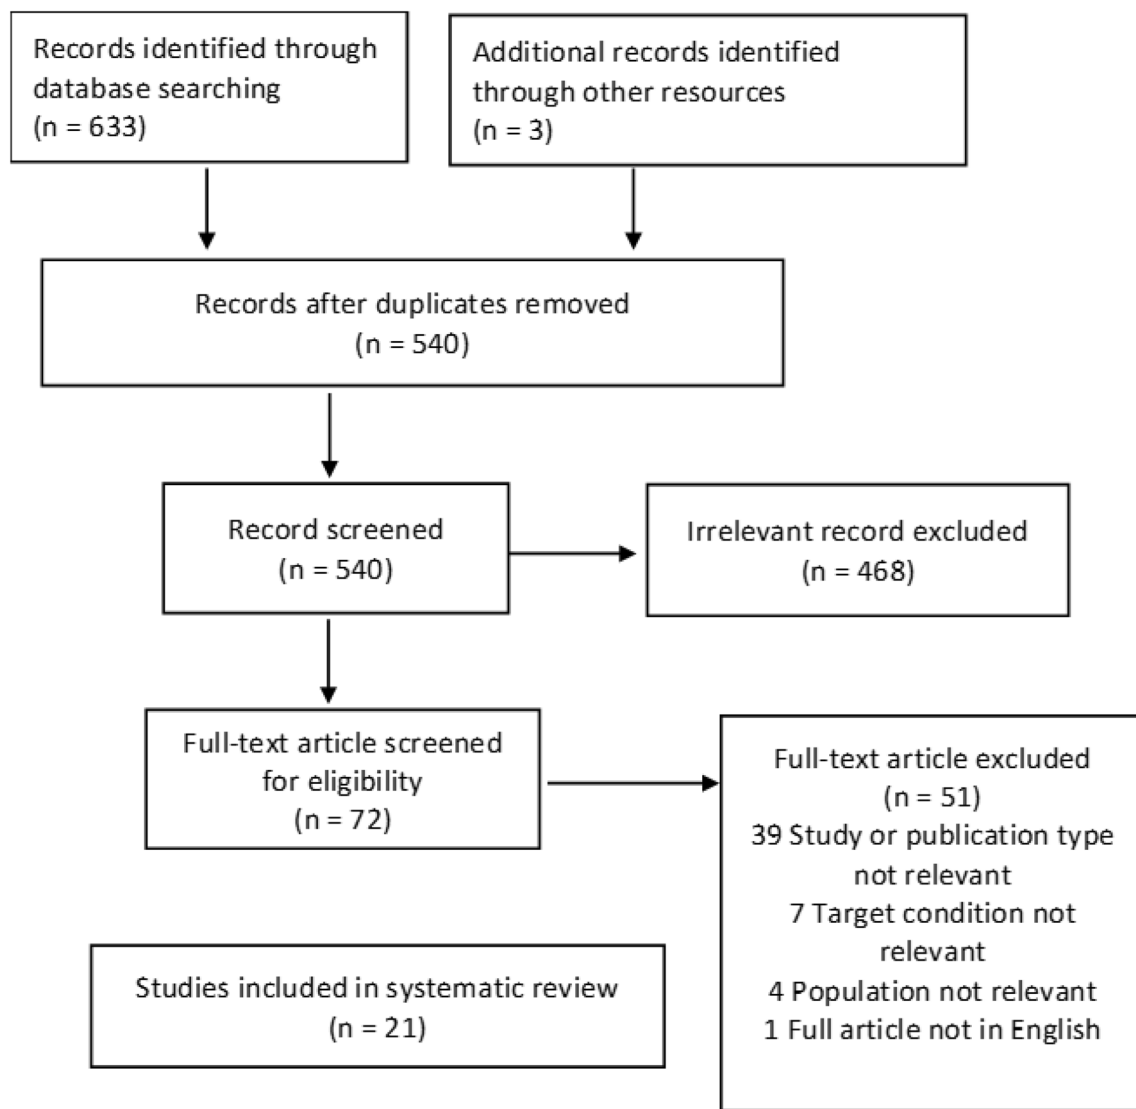 Records identified through
database searching
(n = 633)
Additional records identified
through other resources
(n = 3)
Records after duplicates removed
(n = 540)
Record screened
(n = 540)
Irrelevant record excluded
(n = 468)
Full-text article screened
for eligibility
(n = 72)
Full-text article excluded
(n = 51)
39 Study or publication type
not relevant
7 Target condition not
relevant
4 Population not relevant
1 Full article not in English
Studies included in systematic review
(n = 21)